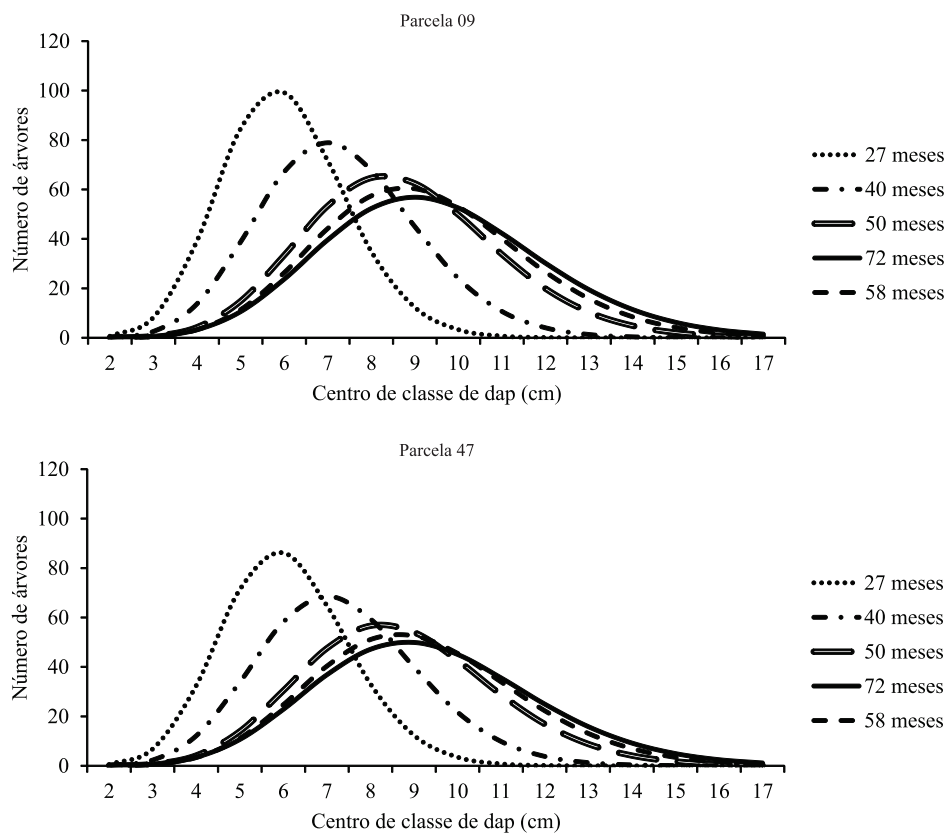 Parcela 09
120
100
80
60
40
20
0
Número de árvores
2 3 4 5 6 7 8 9 10 11 12 13 14 15 16 17
Centro de classe de dap (cm)
27 meses
40 meses
50 meses
72 meses
58 meses
Parcela 47
120
100
80
60
40
20
0
Número de árvores
2 3 4 5 6 7 8 9 10 11 12 13 14 15 16 17
Centro de classe de dap (cm)
27 meses
40 meses
50 meses
72 meses
58 meses